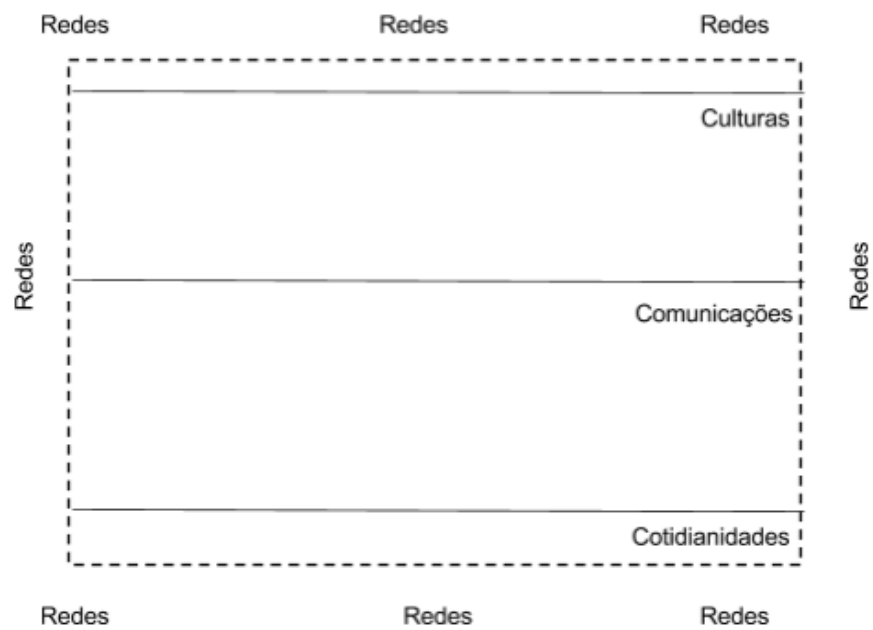 Redes Redes Redes
Culturas
Redes
Redes
Comunicações
Cotidianidades
Redes Redes Redes